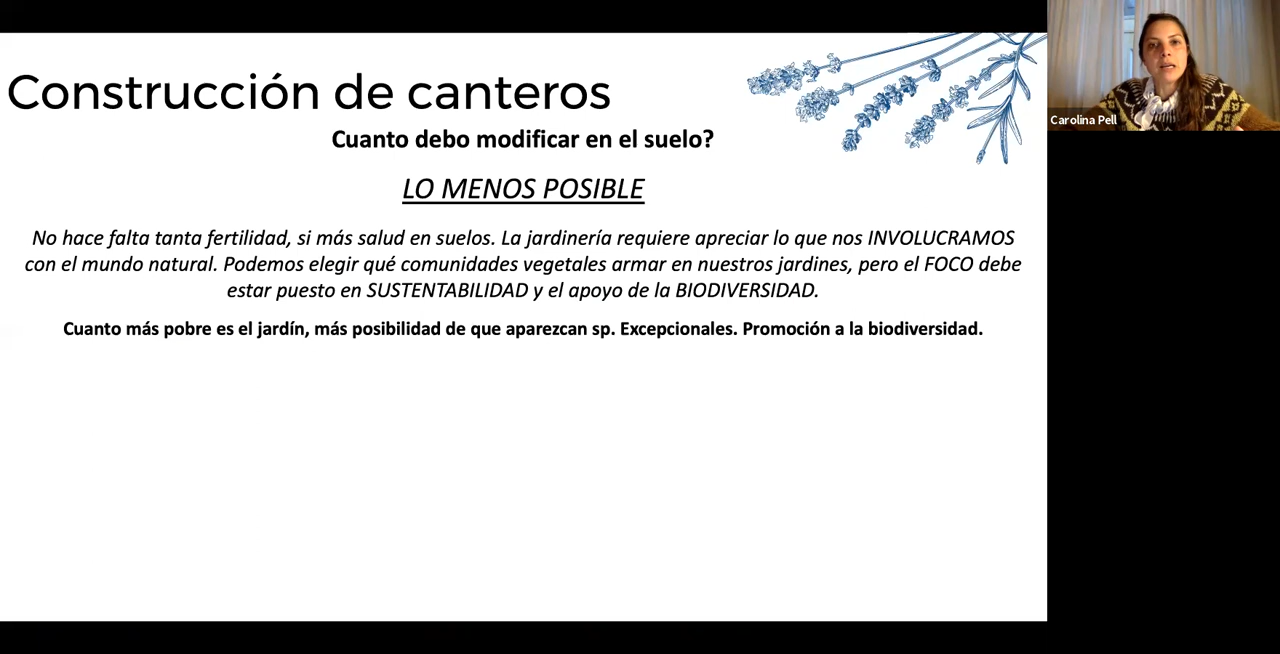 Construcción de canteros
Cuanto debo modificar en el suelo?
LO MENOS POSIBLE
No hace falta tanta fertilidad, si más salud en suelos. La jardinería requiere apreciar lo que nos INVOLUCRAMOS
con el mundo natural. Podemos elegir qué comunidades vegetales armar en nuestros jardines, pero el FOCO debe
estar puesto en SUSTENTABILIDAD y el apoyo de la BIODIVERSIDAD.
Cuanto más pobre es el jardín, más posibilidad de que aparezcan sp. Excepcionales. Promoción a la biodiversidad.
Carolina Pell